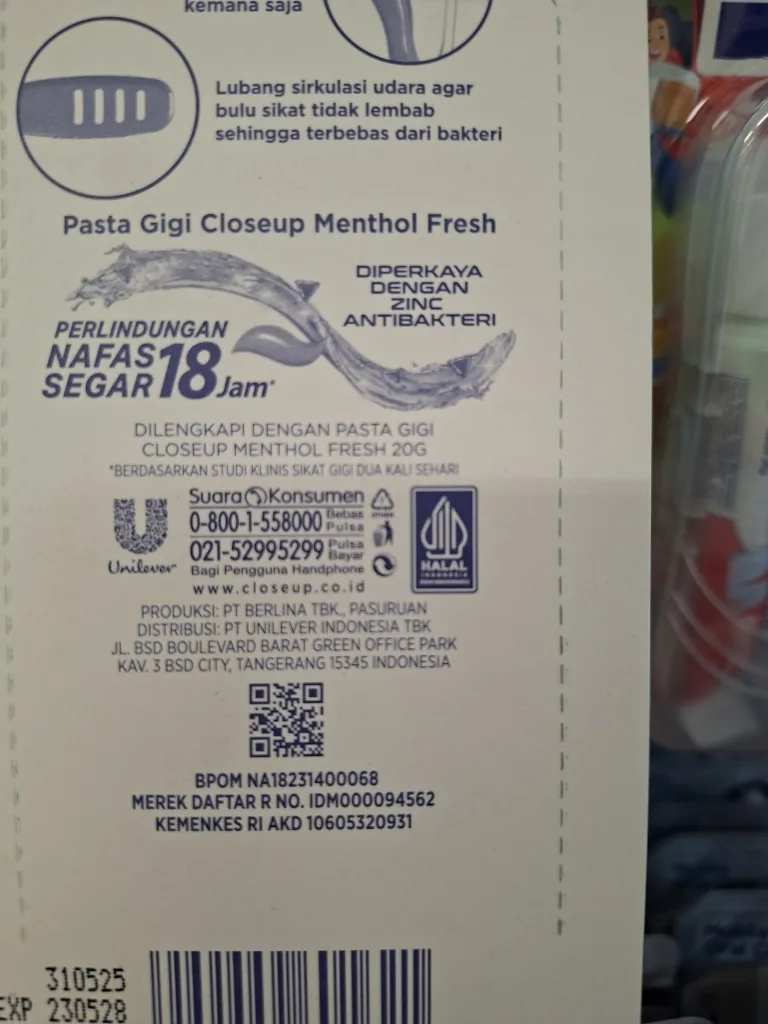 kemana saja
Lubang sirkulasi udara agar
bulu sikat tidak lembab
sehingga terbebas dari bakteri
Pasta Gigi Closeup Menthol Fresh
DIPERKAYA
DENGAN
ZINC
ANTIBAKTERI
PERLINDUNGAN
NAFAS
SEGAR 18 Jam*
DILENGKAPI DENGAN PASTA GIGI
CLOSEUP MENTHOL FRESH 20G
*BERDASARKAN STUDI KLINIS SIKAT GIGI DUA KALI SEHARI
Unilever
Suara Konsumen
0-800-1-558000 Bebas Pulsa
021-52995299 Pulsa Bayar
Bagi Pengguna Handphone
www.closeup.co.id
HALAL
INDONESIA
PRODUKSI: PT BERLINA TBK., PASURUAN
DISTRIBUSI: PT UNILEVER INDONESIA TBK
JL. BSD BOULEVARD BARAT GREEN OFFICE PARK
KAV. 3 BSD CITY, TANGERANG 15345 INDONESIA
BPOM NA18231400068
MEREK DAFTAR R NO. IDM000094562
KEMENKES RI AKD 10605320931
310525
EXP 230528